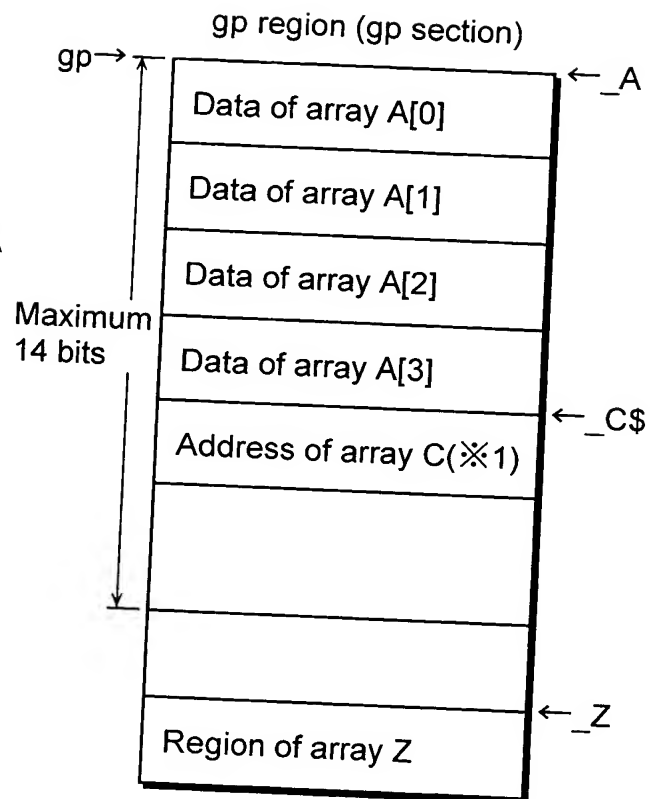 gp region (gp section)
gp→
←_A
Data of array A[0]
Data of array A[1]
Data of array A[2]
Maximum
14 bits
Data of array A[3]
←_C$
Address of array C(※1)
←_Z
Region of array Z